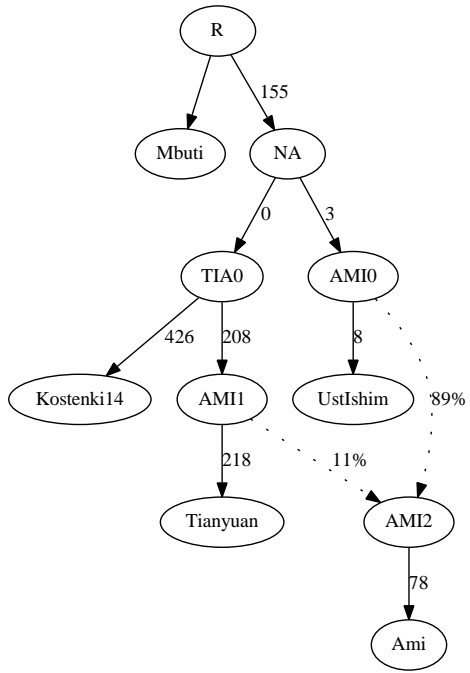 R
155
Mbuti
NA
0
3
TIA0
AMI0
426
208
8
89%
Kostenki14
AMI1
UstIshim
218
11%
Tianyuan
AMI2
78
Ami